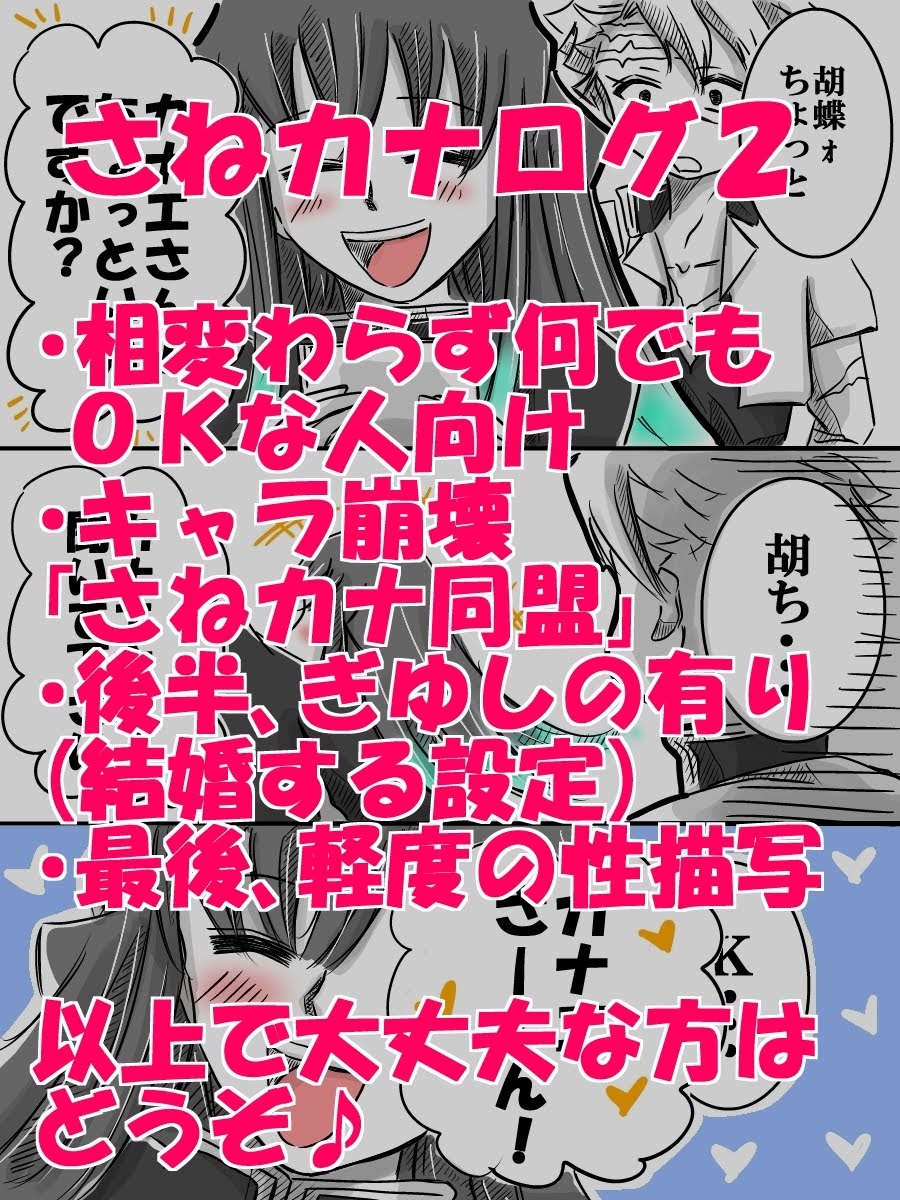 さねカナログ2
・相変わらず何でも
OKな人向け
・キャラ崩壊
「さねカナ同盟」
・後半、ぎゆしの有り
(結婚する設定)
・最後、軽度の性描写
以上で大丈夫な方は
どうぞ♪
胡蝶ォ
ちょっと
ですか?
胡ち・・
K・・
さーん!